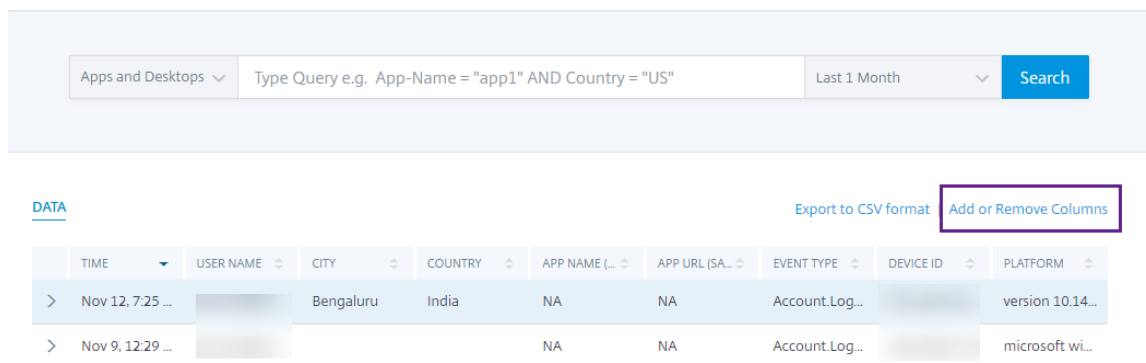 Apps and Desktops Type Query e.g. App-Name = "app1" AND Country = "US" Last 1 Month Search
DATA
Export to CSV format | Add or Remove Columns
TIME USER NAME CITY COUNTRY APP NAME (... APP URL (SA... EVENT TYPE DEVICE ID PLATFORM
Nov 12, 7:25 ... Bengaluru India NA NA Account.Log... version 10.14...
Nov 9, 12:29 ... NA NA Account.Log... microsoft wi...